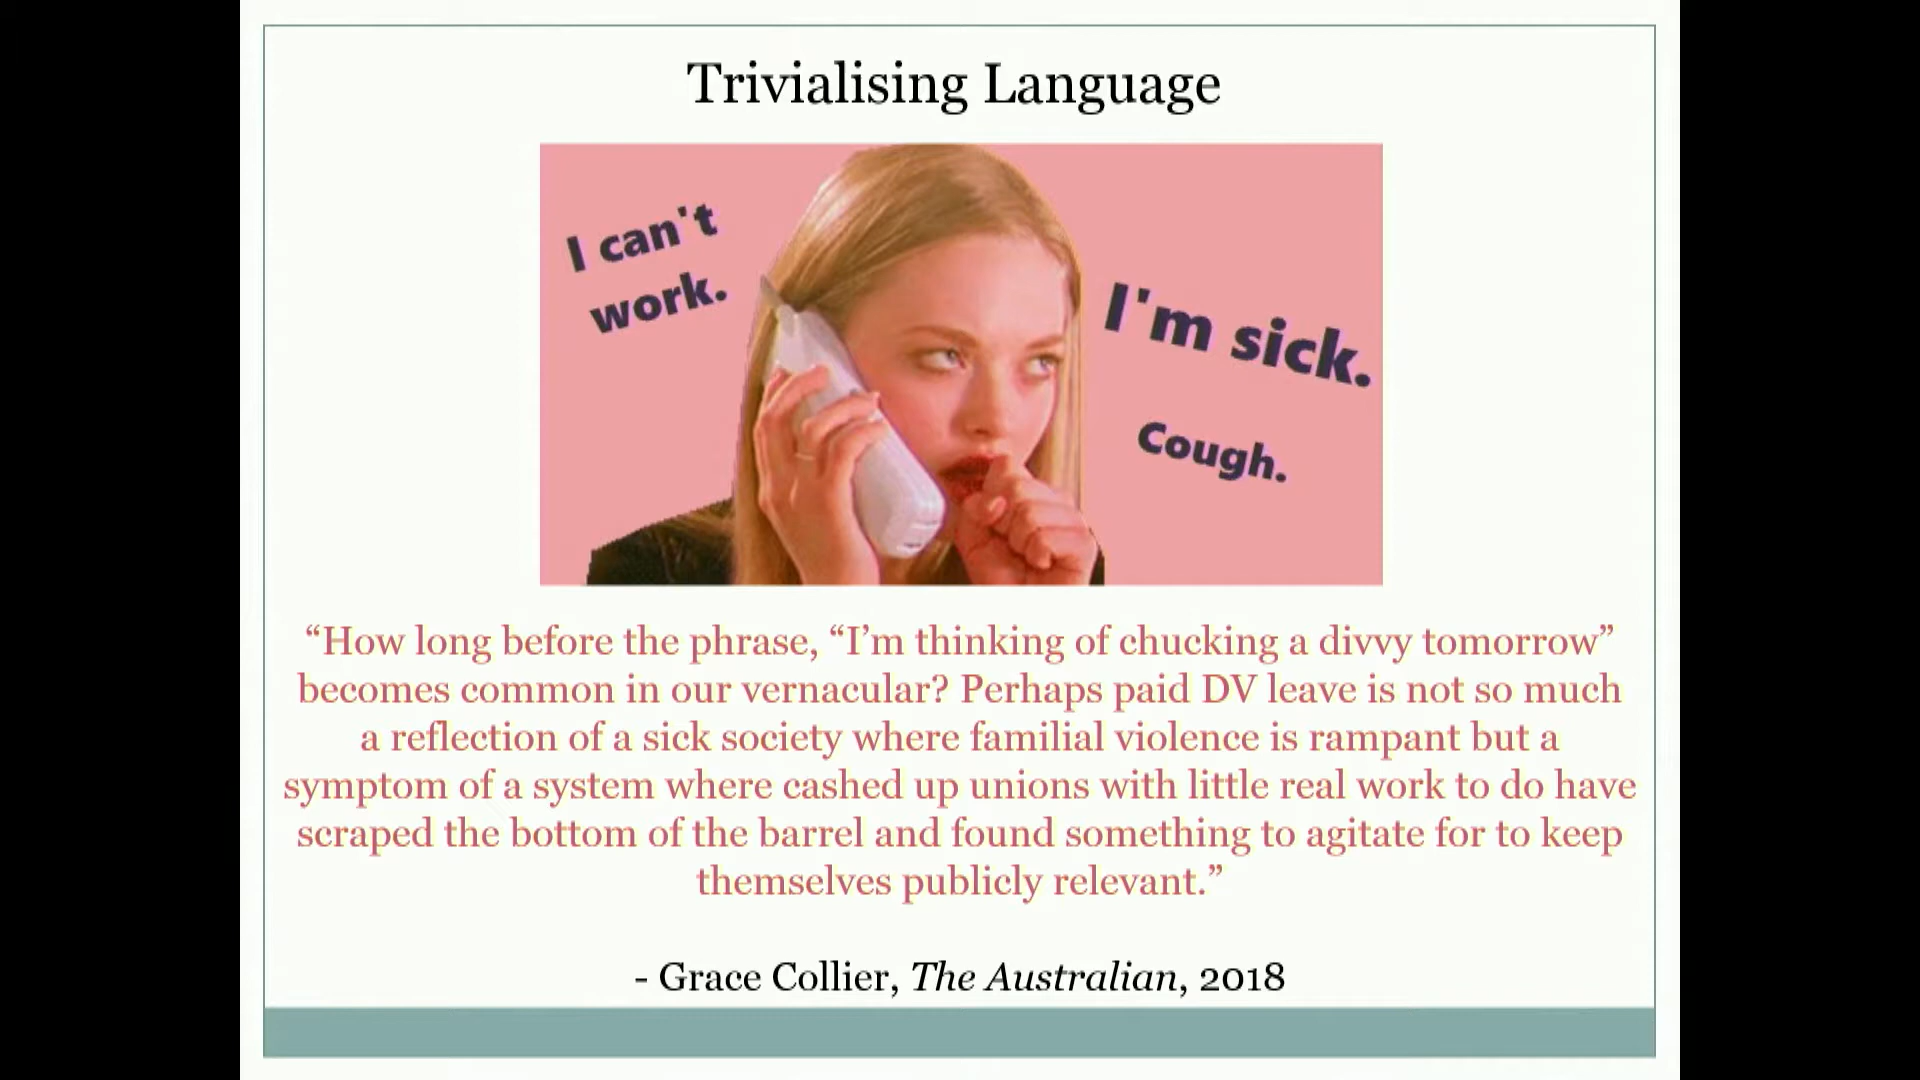 Trivialising Language
I can't
work.
I'm sick.
Cough.
“How long before the phrase, “I’m thinking of chucking a divvy tomorrow”
becomes common in our vernacular? Perhaps paid DV leave is not so much
a reflection of a sick society where familial violence is rampant but a
symptom of a system where cashed up unions with little real work to do have
scraped the bottom of the barrel and found something to agitate for to keep
themselves publicly relevant.”
- Grace Collier, The Australian, 2018